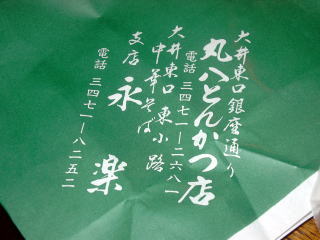 大井東口銀座通り
丸八とんかつ店
電話 三四七一ー二六八一
大井東口 東小路
中華そば
支店 永楽
電話 三四七一ー八二五二